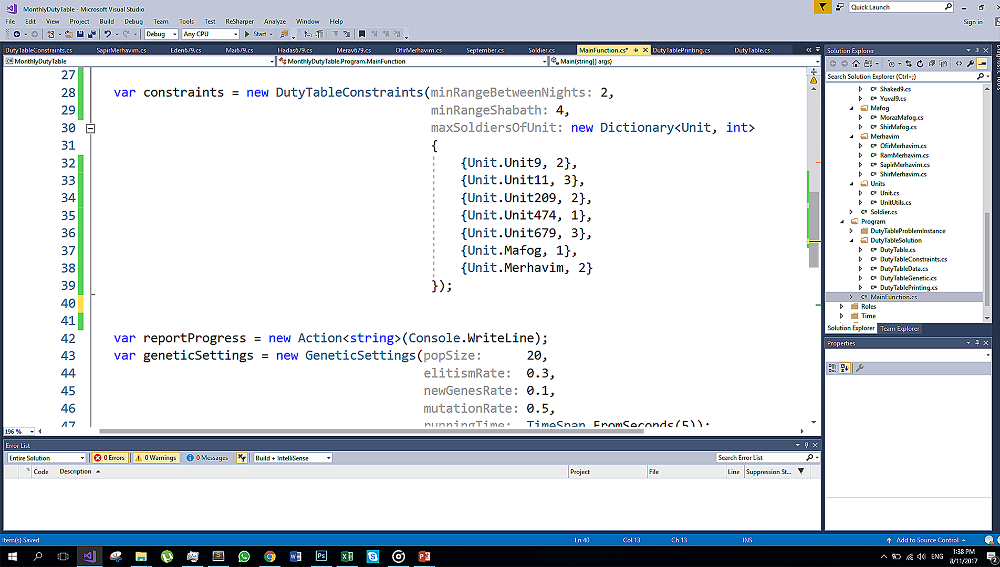 MonthlyDutyTable - Microsoft Visual Studio
Quick Launch
File Edit View Project Build Debug Team Tools Test ReSharper Analyze Window Help
Sign in
Debug Any CPU Start
DutyTableConstraints.cs SapirMerhavim.cs Eden679.cs Mai679.cs Hadas679.cs Merav679.cs OfirMerhavim.cs September.cs Soldier.cs MainFunction.cs* DutyTablePrinting.cs DutyTable.cs
MonthlyDutyTable MonthlyDutyTable.Program.MainFunction Main(string[] args)
27
28 var constraints = new DutyTableConstraints(minRangeBetweenNights: 2,
29 minRangeShabath: 4,
30 maxSoldiersOfUnit: new Dictionary<Unit, int>
31 {
32 {Unit.Unit9, 2},
33 {Unit.Unit11, 3},
34 {Unit.Unit209, 2},
35 {Unit.Unit474, 1},
36 {Unit.Unit679, 3},
37 {Unit.Mafog, 1},
38 {Unit.Merhavim, 2}
39 });
40
41
42 var reportProgress = new Action<string>(Console.WriteLine);
43 var geneticSettings = new GeneticSettings(popSize: 20,
44 elitismRate: 0.3,
45 newGenesRate: 0.1,
46 mutationRate: 0.5,
47 runningTime: TimeSpan.FromSeconds(5));
196 %
Solution Explorer
Search Solution Explorer (Ctrl+;)
C# Shaked9.cs
C# Yuval9.cs
Mafog
C# MorazMafog.cs
C# ShirMafog.cs
Merhavim
C# OfirMerhavim.cs
C# RamMerhavim.cs
C# SapirMerhavim.cs
C# ShirMerhavim.cs
Units
C# Unit.cs
C# UnitUtils.cs
C# Soldier.cs
Program
DutyTableProblemInstance
DutyTableSolution
C# DutyTable.cs
C# DutyTableConstraints.cs
C# DutyTableData.cs
C# DutyTableGenetic.cs
C# DutyTablePrinting.cs
C# MainFunction.cs
Roles
Time
Solution Explorer Team Explorer
Properties
Error List
Entire Solution 0 Errors 0 Warnings 0 Messages Build + IntelliSense Search Error List
Code Description Project File Line Suppression St...
Item(s) Saved Ln 40 Col 13 Ch 13 INS Add to Source Control
ENG
1:38 PM
8/11/2017
2